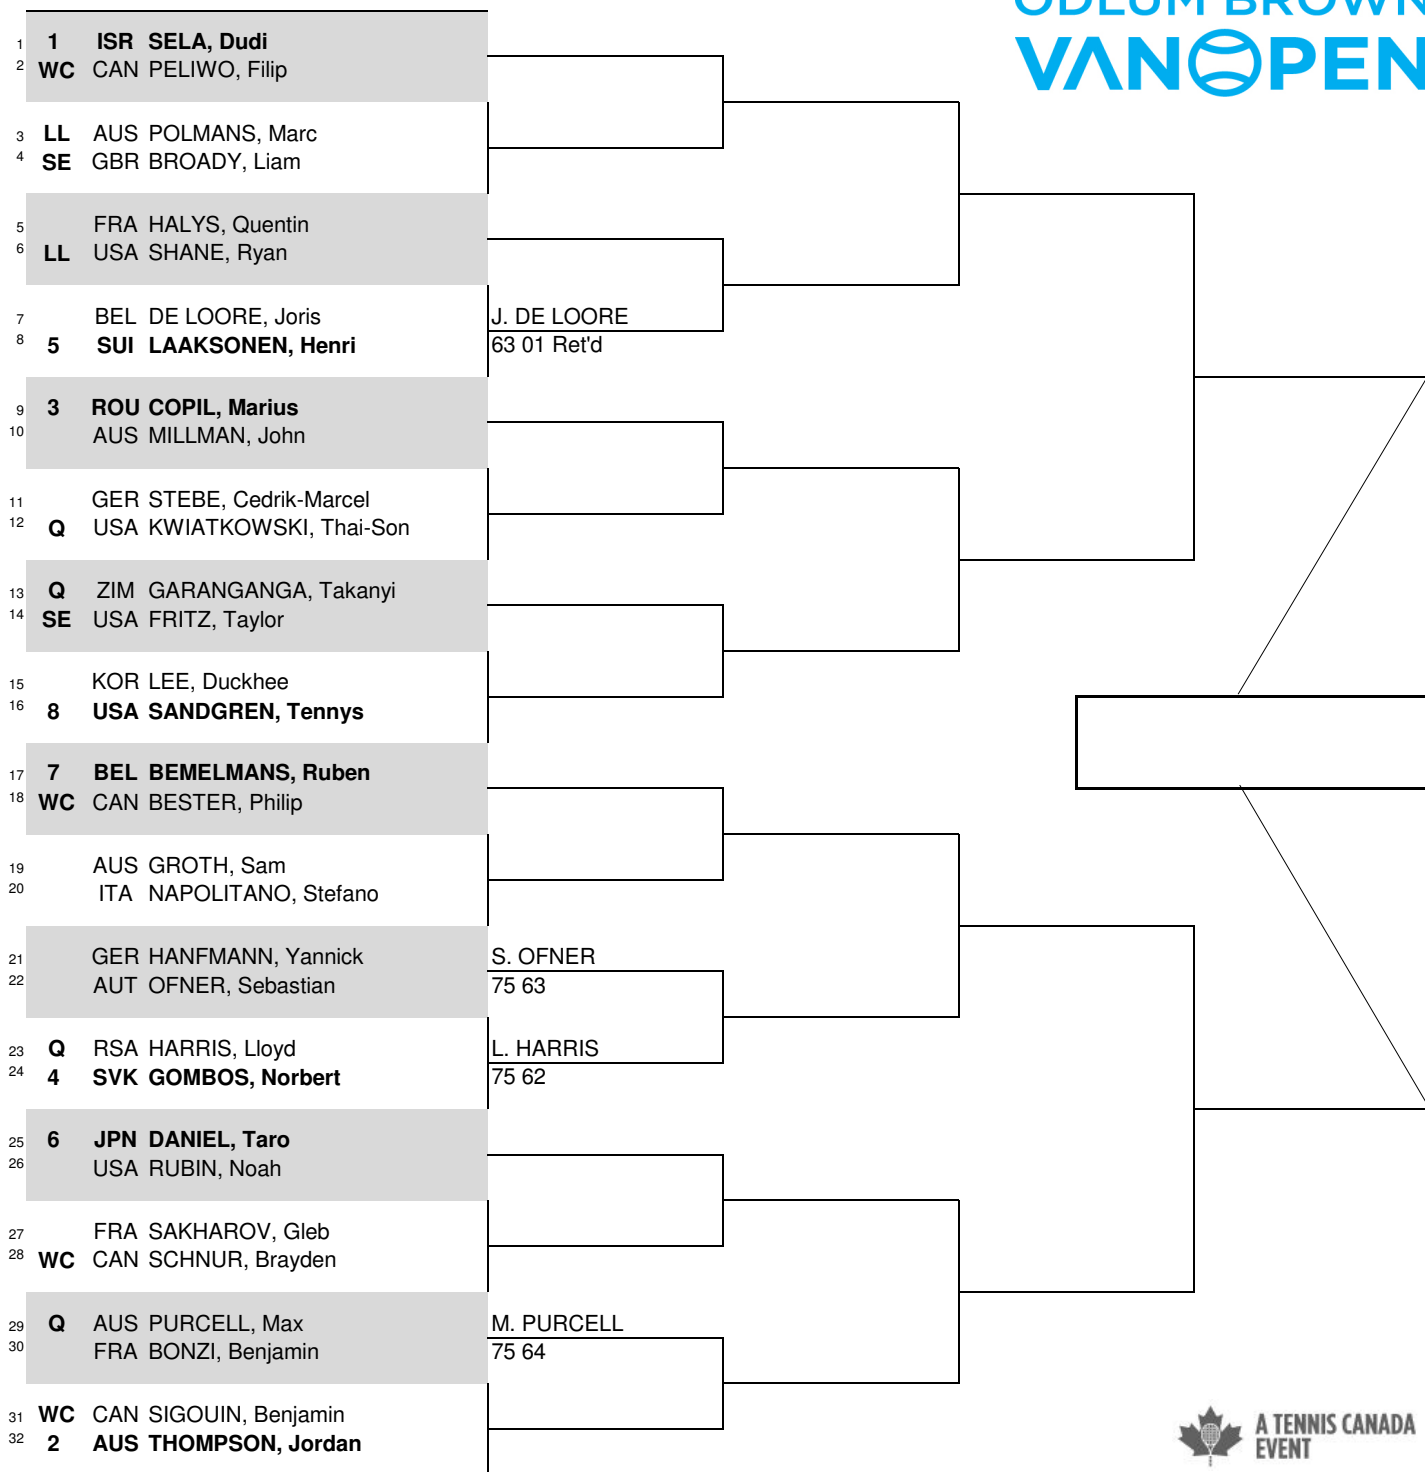 ODLUM BROWN
VANOPEN
1 1 ISR SELA, Dudi
2 WC CAN PELIWO, Filip
3 LL AUS POLMANS, Marc
4 SE GBR BROADY, Liam
5 FRA HALYS, Quentin
6 LL USA SHANE, Ryan
7 BEL DE LOORE, Joris J. DE LOORE
8 5 SUI LAAKSONEN, Henri 63 01 Ret'd
9 3 ROU COPIL, Marius
10 AUS MILLMAN, John
11 GER STEBE, Cedrik-Marcel
12 Q USA KWIATKOWSKI, Thai-Son
13 Q ZIM GARANGANGA, Takanyi
14 SE USA FRITZ, Taylor
15 KOR LEE, Duckhee
16 8 USA SANDGREN, Tennys
17 7 BEL BEMELMANS, Ruben
18 WC CAN BESTER, Philip
19 AUS GROTH, Sam
20 ITA NAPOLITANO, Stefano
21 GER HANFMANN, Yannick S. OFNER
22 AUT OFNER, Sebastian 75 63
23 Q RSA HARRIS, Lloyd L. HARRIS
24 4 SVK GOMBOS, Norbert 75 62
25 6 JPN DANIEL, Taro
26 USA RUBIN, Noah
27 FRA SAKHAROV, Gleb
28 WC CAN SCHNUR, Brayden
29 Q AUS PURCELL, Max M. PURCELL
30 FRA BONZI, Benjamin 75 64
31 WC CAN SIGOUIN, Benjamin
32 2 AUS THOMPSON, Jordan
A TENNIS CANADA
EVENT